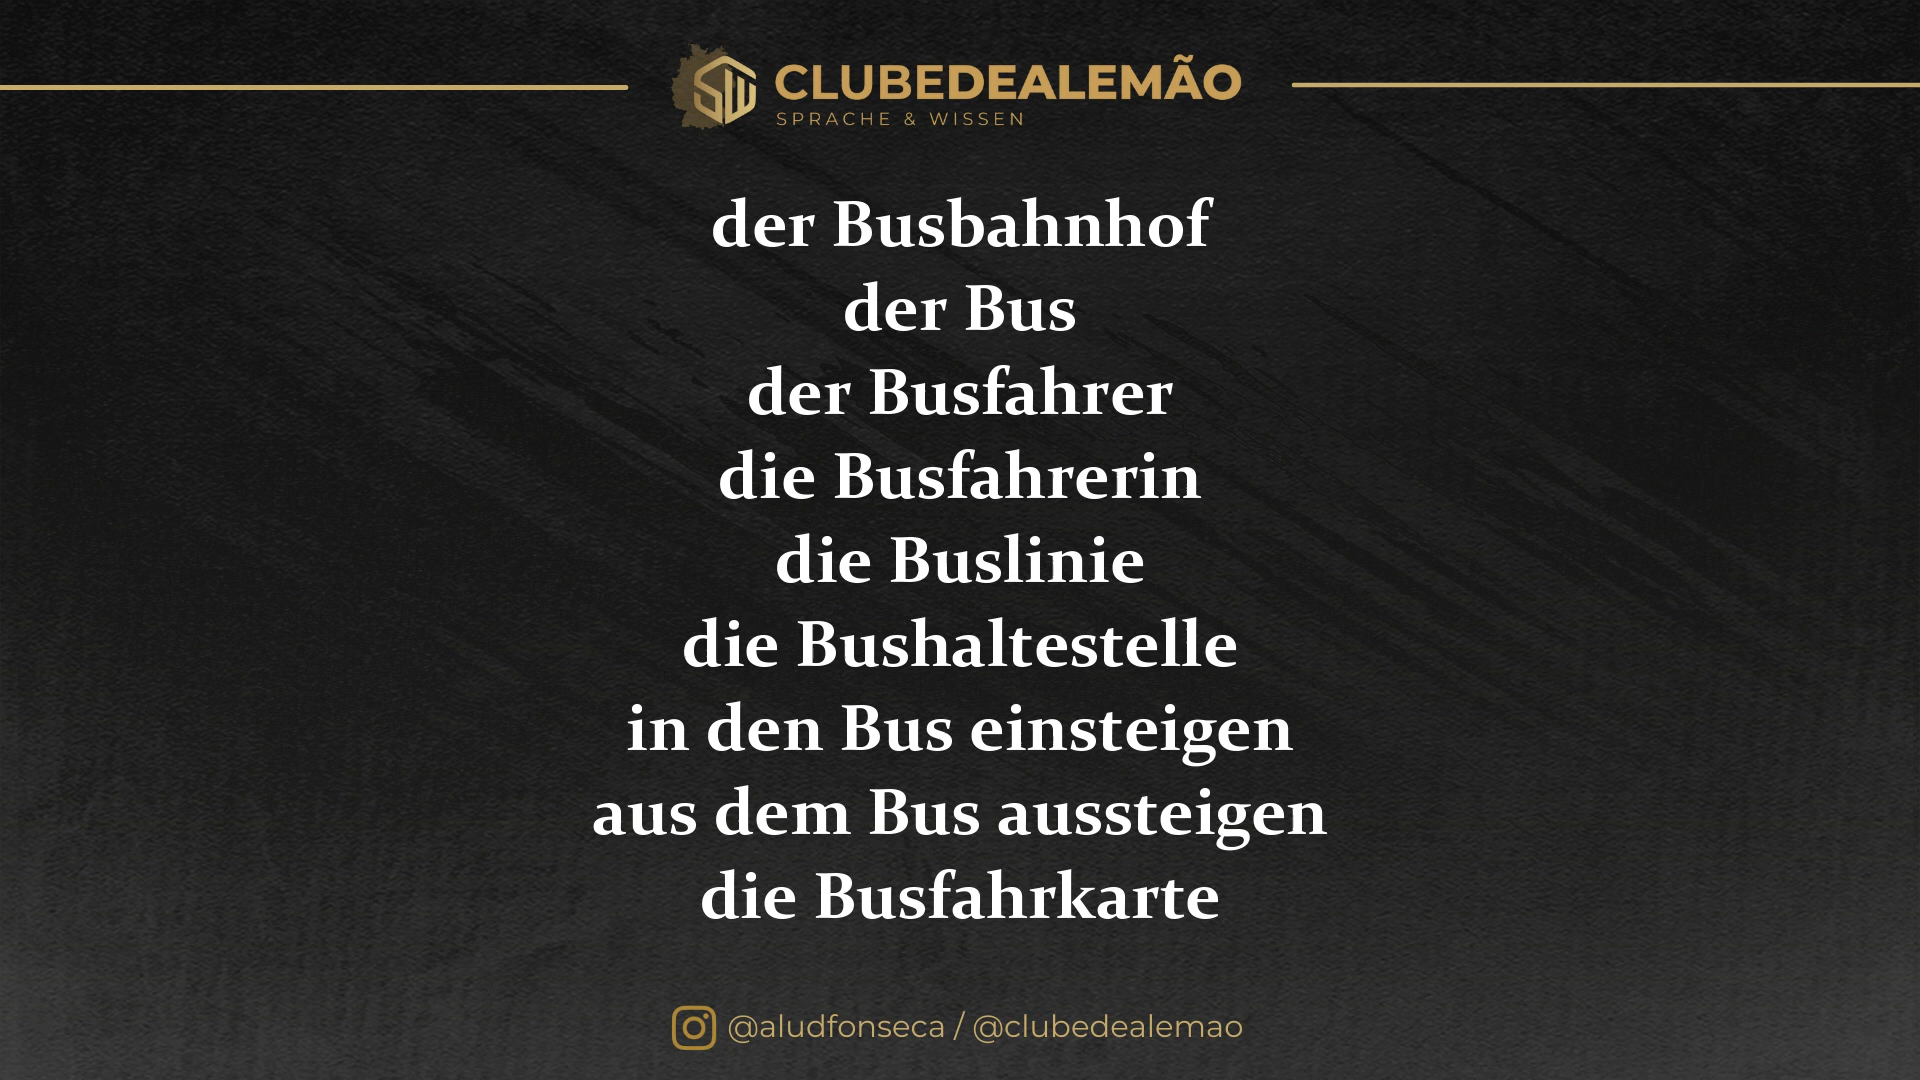 CLUBEDEALEMÃO
SPRACHE & WISSEN
der Busbahnhof
der Bus
der Busfahrer
die Busfahrerin
die Buslinie
die Bushaltestelle
in den Bus einsteigen
aus dem Bus aussteigen
die Busfahrkarte
@aludfonseca / @clubedealemao